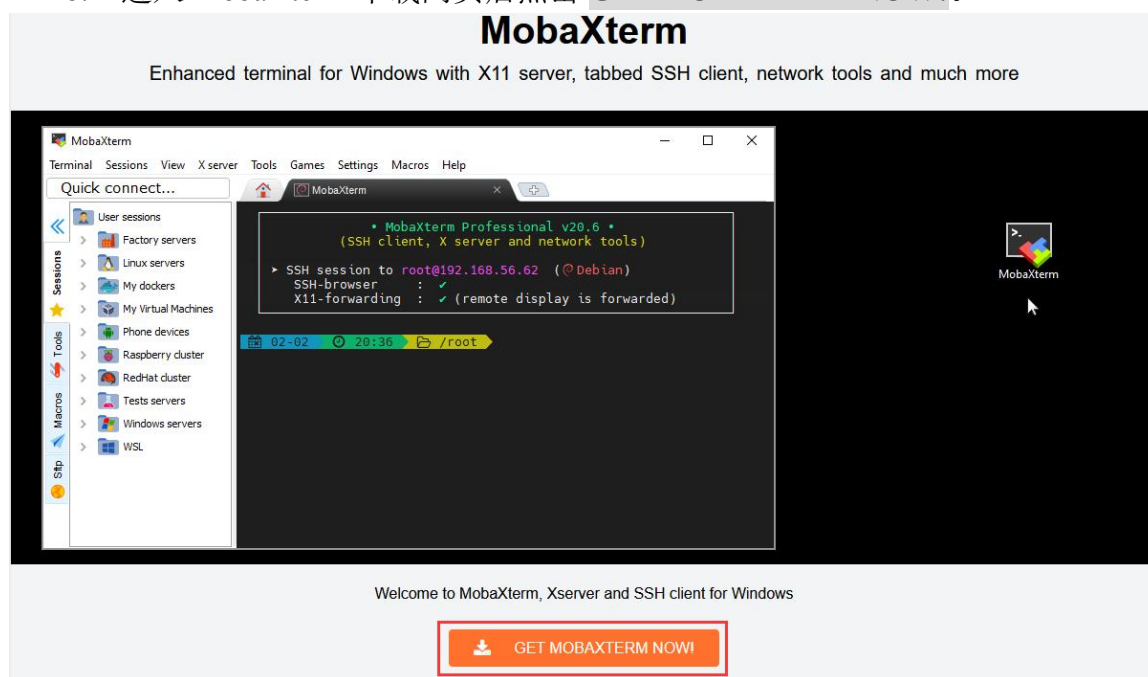 MobaXterm
Enhanced terminal for Windows with X11 server, tabbed SSH client, network tools and much more
MobaXterm
Terminal Sessions View X server Tools Games Settings Macros Help
Quick connect...
MobaXterm
User sessions
Factory servers
Linux servers
My dockers
My Virtual Machines
Phone devices
Raspberry cluster
RedHat cluster
Tests servers
Windows servers
WSL
Sessions
Tools
Macros
Sftp
• MobaXterm Professional v20.6 •
(SSH client, X server and network tools)
➤ SSH session to root@192.168.56.62 (Debian)
SSH-browser : ✔
X11-forwarding : ✔ (remote display is forwarded)
02-02 20:36 /root
MobaXterm
Welcome to MobaXterm, Xserver and SSH client for Windows
GET MOBAXTERM NOW!